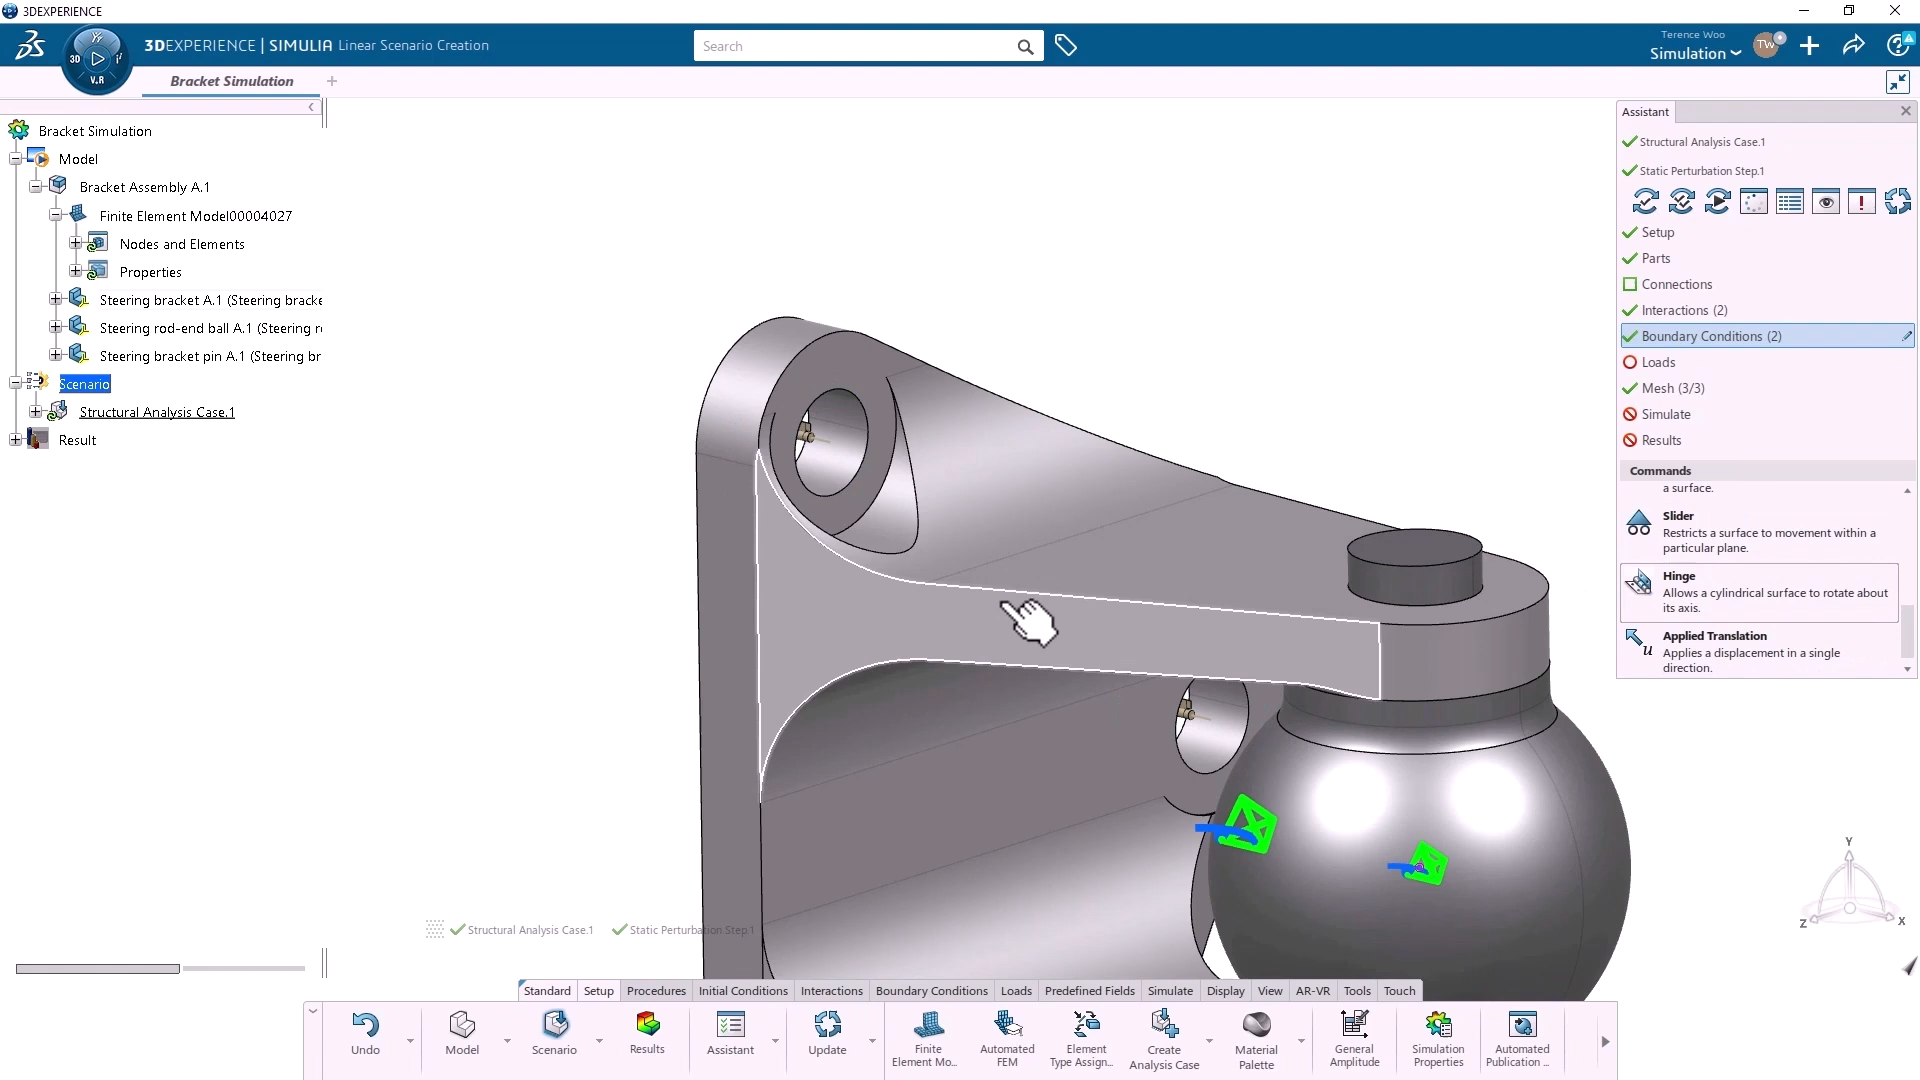 3DEXPERIENCE
3D
V.R
3DEXPERIENCE | SIMULIA Linear Scenario Creation
Search
Terence Woo
Simulation
TW
Bracket Simulation
Bracket Simulation
Model
Bracket Assembly A.1
Finite Element Model00004027
Nodes and Elements
Properties
Steering bracket A.1 (Steering bracke
Steering rod-end ball A.1 (Steering r
Steering bracket pin A.1 (Steering br
Scenario
Structural Analysis Case.1
Result
Assistant
Structural Analysis Case.1
Static Perturbation Step.1
Setup
Parts
Connections
Interactions (2)
Boundary Conditions (2)
Loads
Mesh (3/3)
Simulate
Results
Commands
a surface.
Slider
Restricts a surface to movement within a
particular plane.
Hinge
Allows a cylindrical surface to rotate about
its axis.
Applied Translation
Applies a displacement in a single
direction.
Structural Analysis Case.1 Static Perturbation Step.1
Y
Z
X
Standard Setup Procedures Initial Conditions Interactions Boundary Conditions Loads Predefined Fields Simulate Display View AR-VR Tools Touch
Undo
Model
Scenario
Results
Assistant
Update
Finite
Element Mo...
Automated
FEM
Element
Type Assign...
Create
Analysis Case
Material
Palette
General
Amplitude
Simulation
Properties
Automated
Publication ...